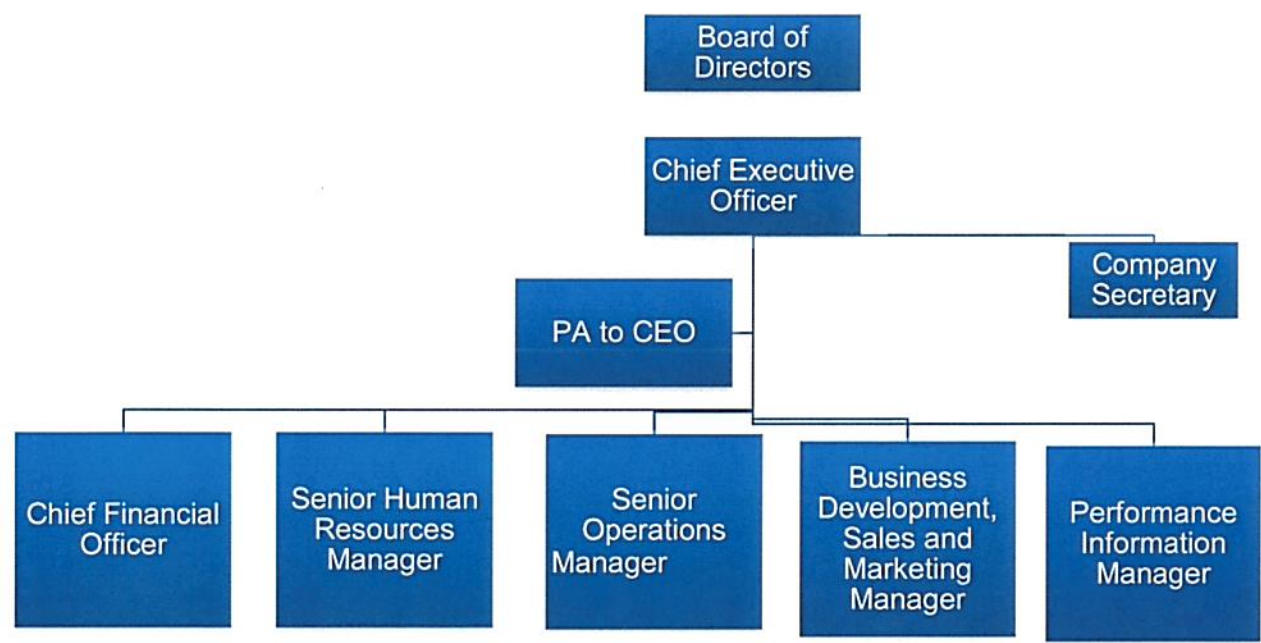 Board of
Directors
Chief Executive
Officer
Company
Secretary
PA to CEO
Chief Financial
Officer
Senior Human
Resources
Manager
Senior
Operations
Manager
Business
Development,
Sales and
Marketing
Manager
Performance
Information
Manager